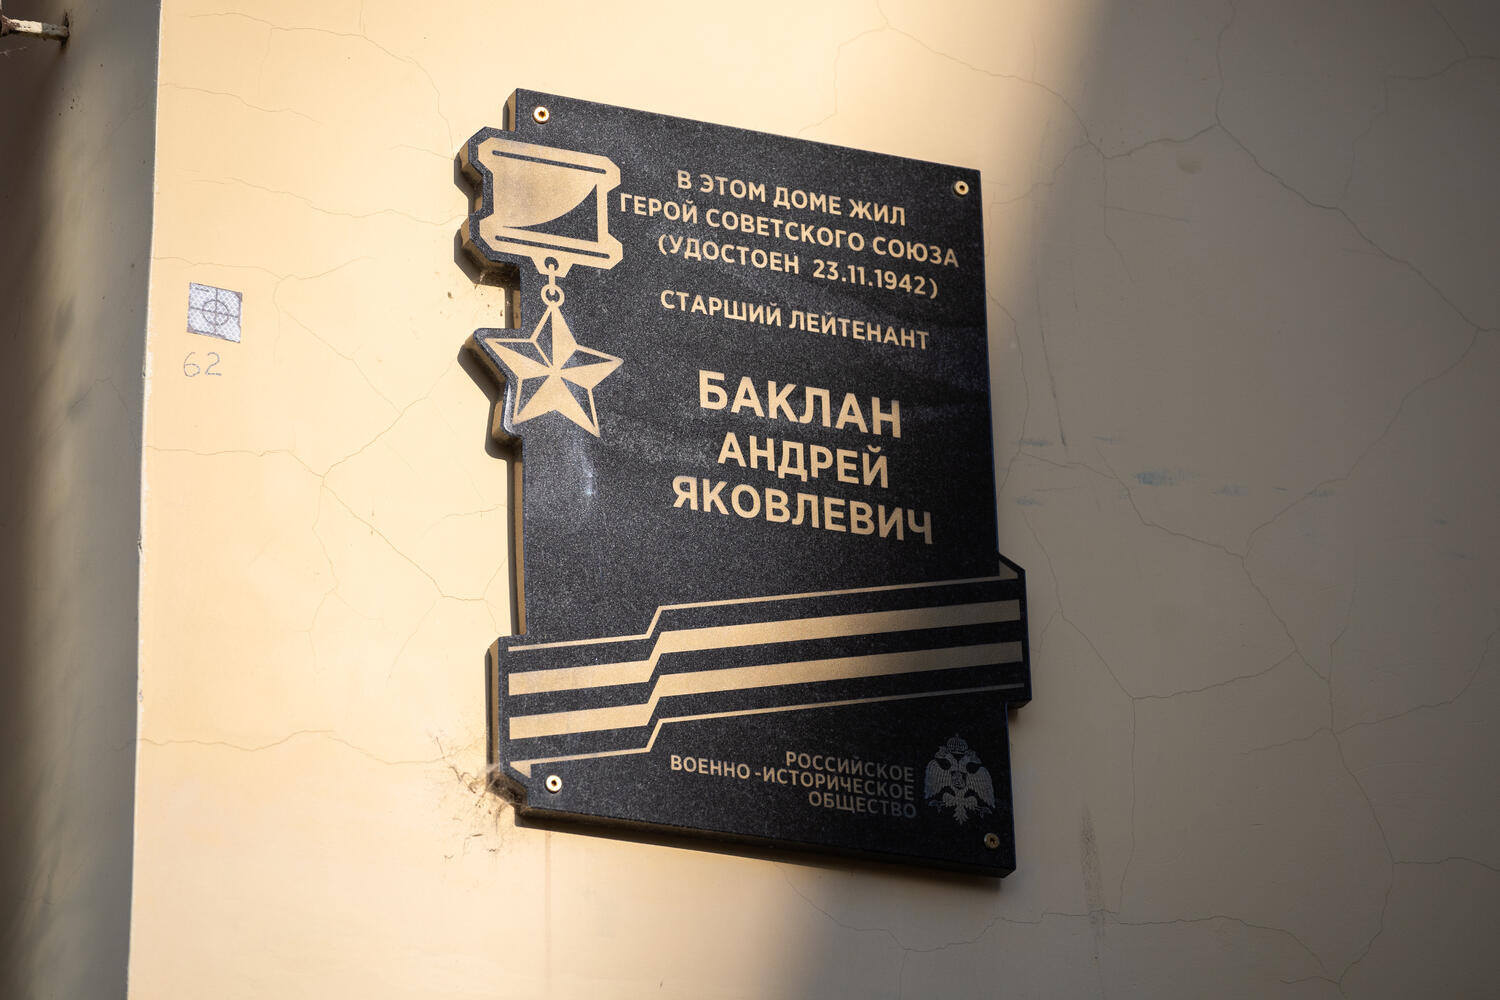 В ЭТОМ ДОМЕ ЖИЛ
ГЕРОЙ СОВЕТСКОГО СОЮЗА
(УДОСТОЕН 23.11.1942)
СТАРШИЙ ЛЕЙТЕНАНТ
БАКЛАН
АНДРЕЙ
ЯКОВЛЕВИЧ
РОССИЙСКОЕ
ВОЕННО-ИСТОРИЧЕСКОЕ
ОБЩЕСТВО
62